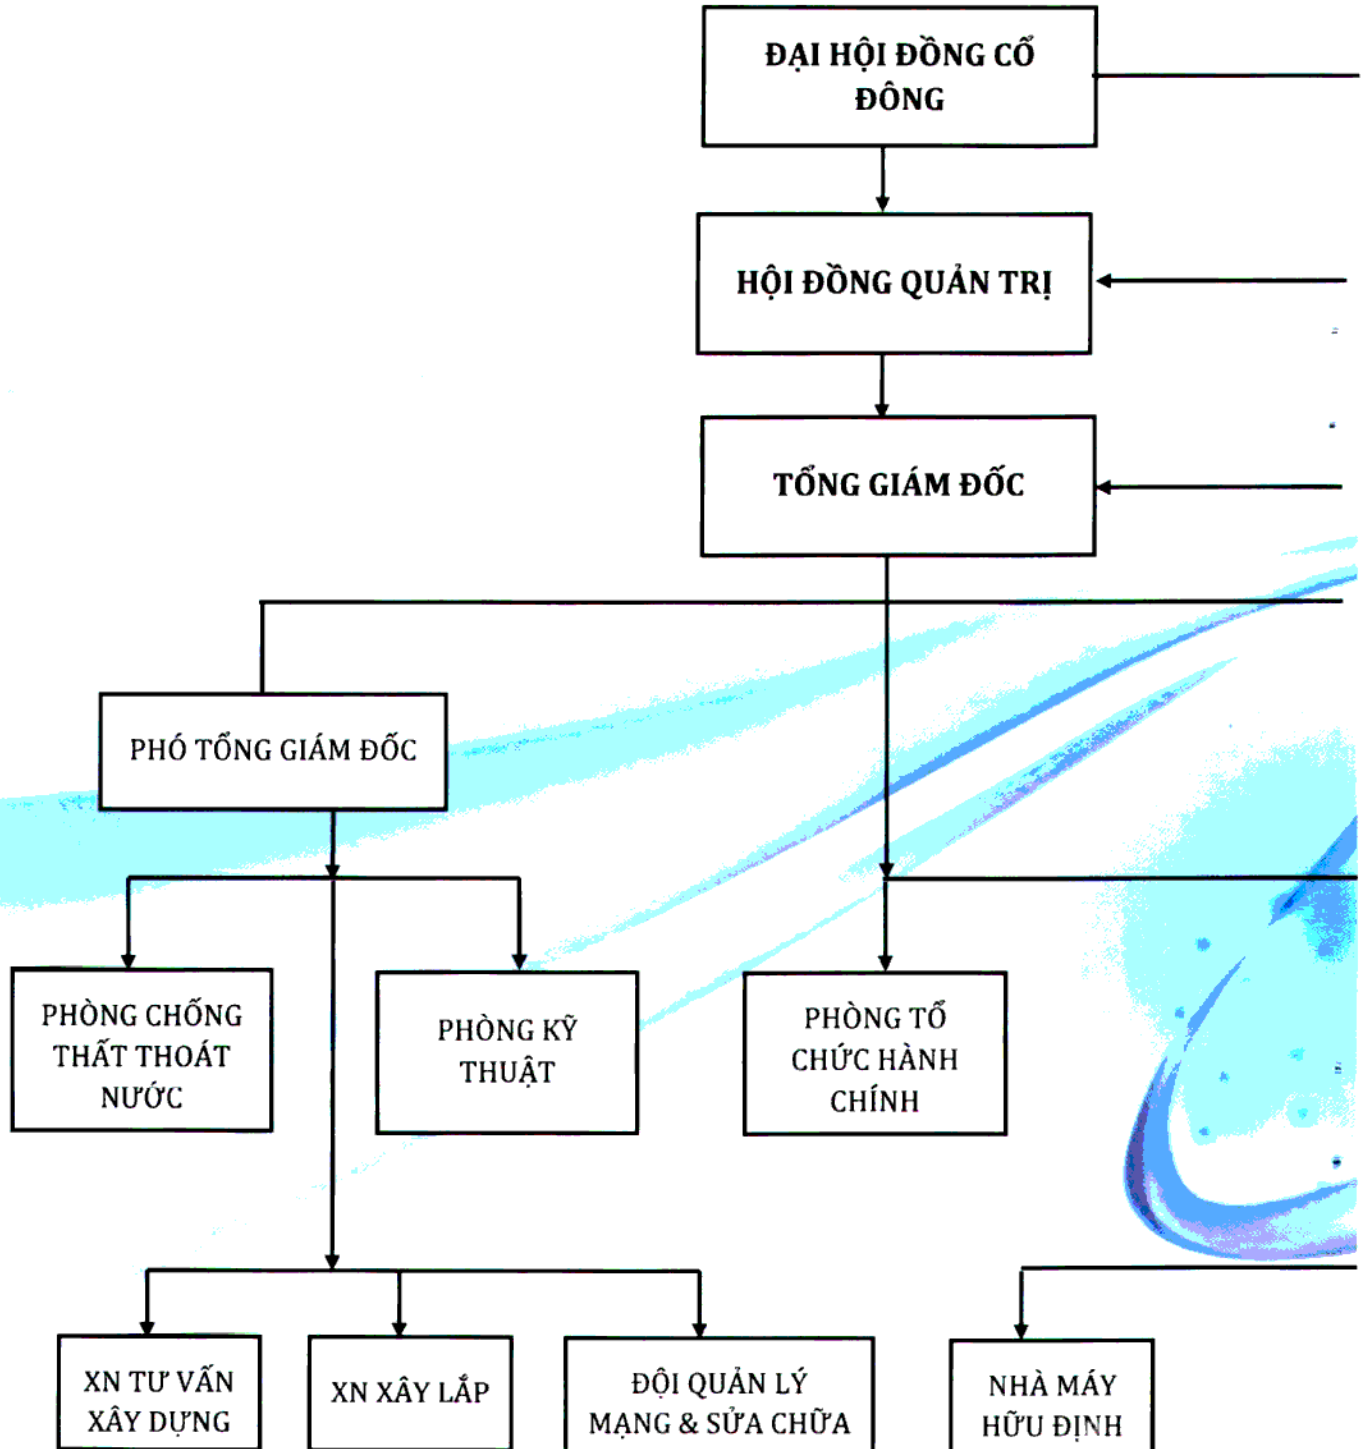 ĐẠI HỘI ĐỒNG CỔ
ĐÔNG
HỘI ĐỒNG QUẢN TRỊ
TỔNG GIÁM ĐỐC
PHÓ TỔNG GIÁM ĐỐC
PHÒNG CHỐNG
THẤT THOÁT
NƯỚC
PHÒNG KỸ
THUẬT
PHÒNG TỔ
CHỨC HÀNH
CHÍNH
XN TƯ VẤN
XÂY DỰNG
XN XÂY LẮP
ĐỘI QUẢN LÝ
MẠNG & SỬA CHỮA
NHÀ MÁY
HỮU ĐỊNH